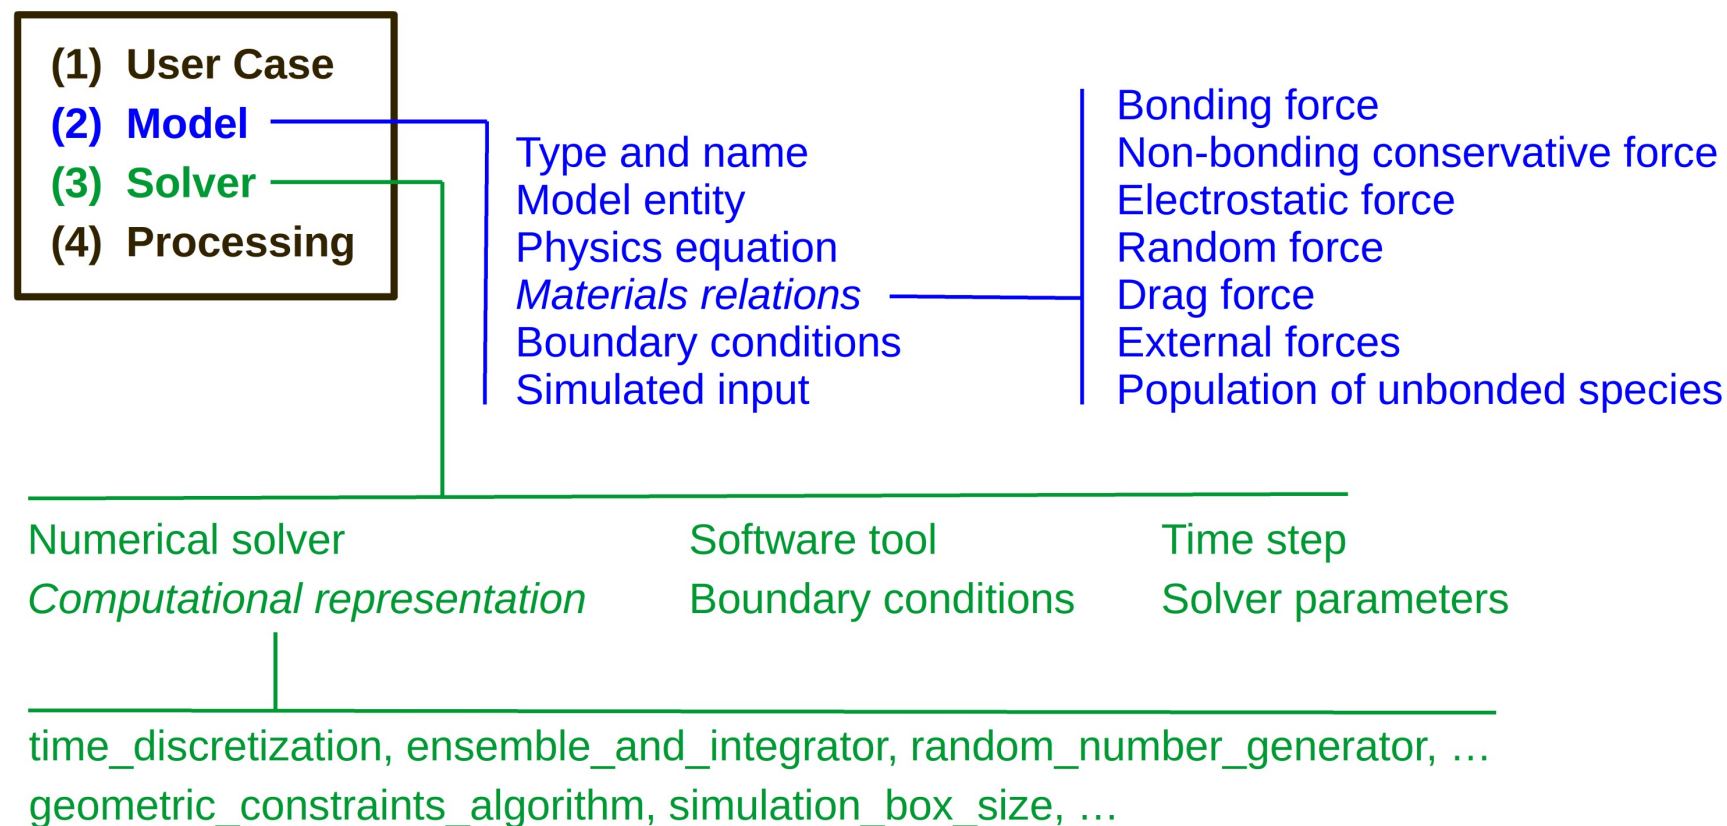 (1) User Case
(2) Model
(3) Solver
(4) Processing
Type and name
Model entity
Physics equation
Materials relations
Boundary conditions
Simulated input
Bonding force
Non-bonding conservative force
Electrostatic force
Random force
Drag force
External forces
Population of unbonded species
Numerical solver
Computational representation
Software tool
Boundary conditions
Time step
Solver parameters
time_discretization, ensemble_and_integrator, random_number_generator, …
geometric_constraints_algorithm, simulation_box_size, …